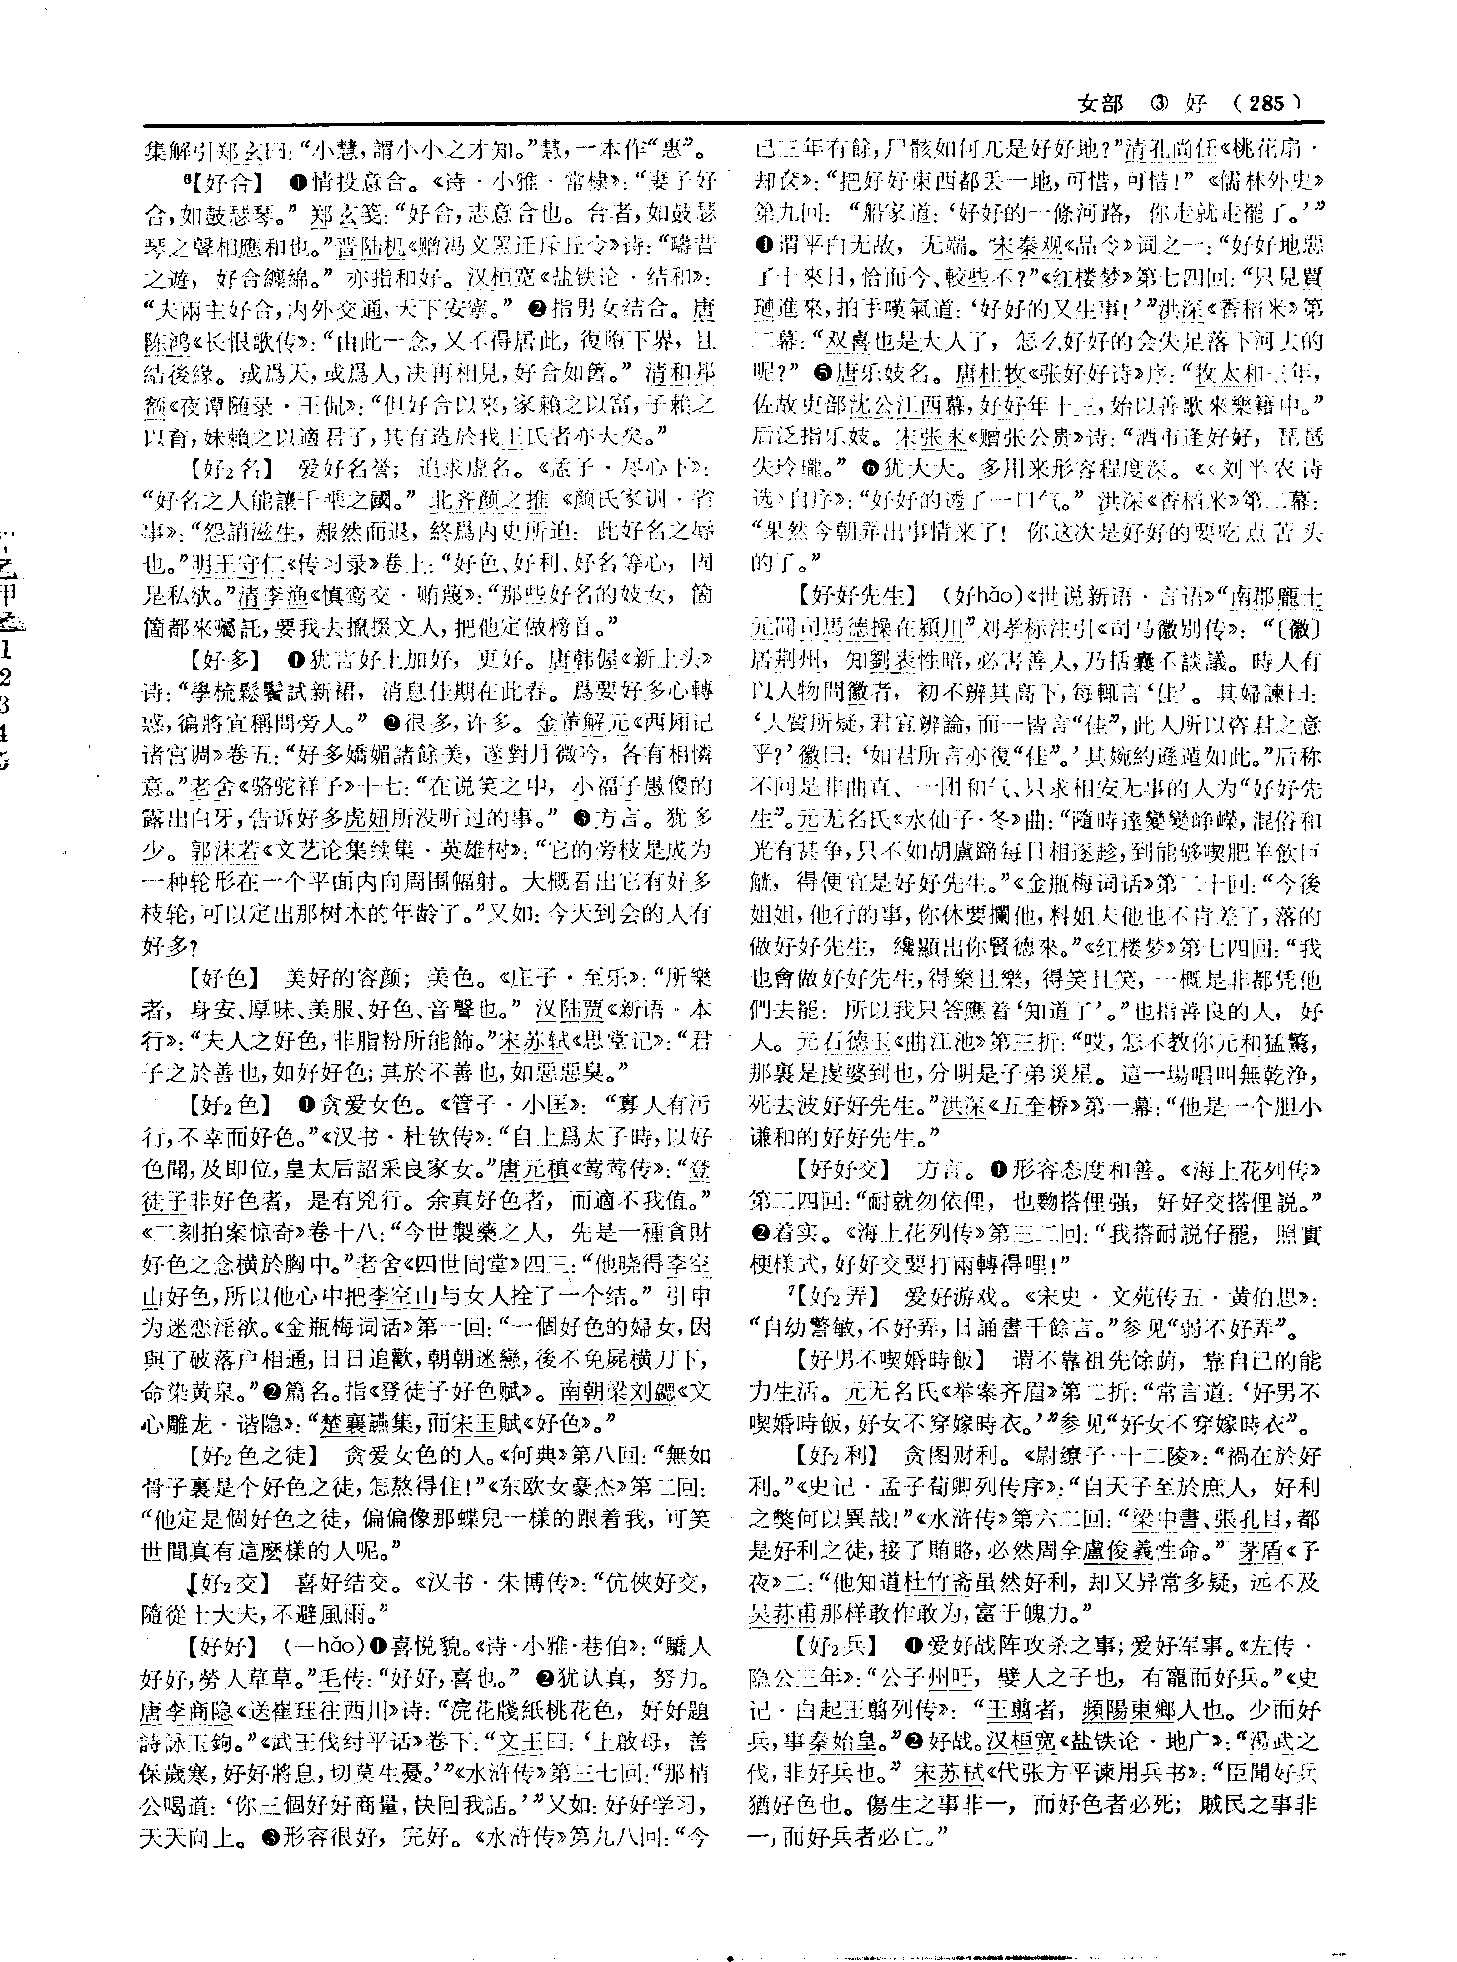 女部 ③ 好 (285)
集解引郑玄曰：“小慧，謂小小之才知。”慧，一本作“惠”。
6【好合】 ❶情投意合。《诗·小雅·常棣》：“妻子好
合，如鼓瑟琴。” 郑玄笺：“好合，志意合也。合者，如鼓瑟
琴之聲相應和也。”晋陆机《赠冯文罴迁斥丘令》诗：“疇昔
之遊， 好合纏綿。” 亦指和好。汉桓宽《盐铁论·结和》：
“夫兩主好合，内外交通，天下安寧。” ❷指男女结合。唐
陈鸿《长恨歌传》：“由此一念，又不得居此，復墮下界，且
結後緣。或爲天，或爲人，决再相見，好合如舊。” 清和邦
额《夜谭随录·王侃》：“但好合以來，家賴之以富，子賴之
以育，妹賴之以適君子，其有造於我王氏者亦大矣。”
【好2名】 爱好名誉；追求虚名。《孟子·尽心下》：
“好名之人能讓千乘之國。” 北齐颜之推《颜氏家训·省
事》：“怨誚滋生，赧然而退，終爲内史所迫：此好名之辱
也。”明王守仁《传习录》卷上：“好色、好利、好名等心，固
是私欲。”清李渔《慎鸾交·贿荐》：“那些好名的妓女，箇
箇都來囑託，要我去攛掇文人，把他定做榜首。”
【好多】 ❶犹言好上加好，更好。唐韩偓《新上头》
诗：“學梳鬆鬢試新裙，消息佳期在此春。爲要好多心轉
惑，徧將宜稱問旁人。” ❷很多，许多。金董解元《西厢记
诸宫调》卷五：“好多嬌媚諸餘美，遂對月微吟，各有相憐
意。”老舍《骆驼祥子》十七：“在说笑之中，小福子愚傻的
露出白牙，告诉好多虎妞所没听过的事。” ❸方言。犹多
少。郭沫若《文艺论集续集·英雄树》：“它的旁枝是成为
一种轮形在一个平面内向周围幅射。大概看出它有好多
枝轮，可以定出那树木的年龄了。”又如：今天到会的人有
好多？
【好色】 美好的容颜；美色。《庄子·至乐》：“所樂
者，身安、厚味、美服、好色、音聲也。” 汉陆贾《新语·本
行》：“夫人之好色，非脂粉所能飾。”宋苏轼《思堂记》：“君
子之於善也，如好好色；其於不善也，如惡惡臭。”
【好2色】 ❶贪爱女色。《管子·小匡》：“寡人有污
行，不幸而好色。”《汉书·杜钦传》：“自上爲太子時，以好
色聞，及即位，皇太后詔采良家女。”唐元稹《莺莺传》：“登
徒子非好色者，是有兇行。余真好色者，而適不我值。”
《二刻拍案惊奇》卷十八：“今世製藥之人，先是一種貪財
好色之念橫於胸中。”老舍《四世同堂》四三：“他晓得李空
山好色，所以他心中把李空山与女人拴了一个结。” 引申
为迷恋淫欲。《金瓶梅词话》第一回：“一個好色的婦女，因
與了破落户相通，日日追歡，朝朝迷戀，後不免屍橫刀下，
命染黄泉。”❷篇名。指《登徒子好色赋》。南朝梁刘勰《文
心雕龙·谐隐》：“楚襄讌集，而宋玉賦《好色》。”
【好2色之徒】 贪爱女色的人。《何典》第八回：“無如
骨子裏是个好色之徒，怎熬得住！”《东欧女豪杰》第二回：
“他定是個好色之徒，偏偏像那蝶兒一樣的跟着我，可笑
世間真有這麽樣的人呢。”
【好2交】 喜好结交。《汉书·朱博传》：“伉俠好交，
隨從士大夫，不避風雨。”
【好好】 （—hǎo）❶喜悦貌。《诗·小雅·巷伯》：“驕人
好好，勞人草草。”毛传：“好好，喜也。” ❷犹认真，努力。
唐李商隐《送崔珏往西川》诗：“浣花牋紙桃花色，好好題
詩詠玉鉤。”《武王伐纣平话》卷下：“文王曰：‘上啟母，善
保歲寒，好好將息，切莫生憂。’”《水浒传》第三七回：“那梢
公喝道：‘你三個好好商量，快回我話。’”又如：好好学习，
天天向上。❸形容很好，完好。《水浒传》第九八回：“今
已三年有餘，尸骸如何兀是好好地？”清孔尚任《桃花扇·
却奁》：“把好好東西都丢一地，可惜，可惜！”《儒林外史》
第九回：“船家道：‘好好的一條河路，你走就走罷了。’”
❹谓平白无故，无端。宋秦观《品令》词之一：“好好地惡
了十來日，恰而今、較些不？”《红楼梦》第七四回：“只見賈
璉進來，拍手嘆氣道：‘好好的又生事！’”洪深《香稻米》第
二幕：“双喜也是大人了，怎么好好的会失足落下河去的
呢？” ❺唐乐妓名。唐杜牧《张好好诗》序：“牧太和三年，
佐故吏部沈公江西幕，好好年十三，始以善歌來樂籍中。”
后泛指乐妓。宋张耒《赠张公贵》诗：“酒市逢好好，琵琶
失玲瓏。” ❻犹大大。多用来形容程度深。《〈刘半农诗
选〉自序》：“好好的透了一口气。” 洪深《香稻米》第二幕：
“果然今朝弄出事情来了！你这次是好好的要吃点苦头
的了。”
【好好先生】 （好hǎo）《世说新语·言语》“南郡龐士
元聞司馬德操在潁川”刘孝标注引《司马徽别传》：“〔徽〕
居荆州，知劉表性暗，必害善人，乃括囊不談議。時人有
以人物問徽者，初不辨其高下，每輒言‘佳’。其婦諫曰：
‘人質所疑，君宜辨論，而一皆言“佳”，此人所以咨君之意
乎？’徽曰：‘如君所言亦復“佳”。’其婉約遜遁如此。”后称
不问是非曲直、一团和气、只求相安无事的人为“好好先
生”。元无名氏《水仙子·冬》曲：“隨時達變變崢嶸，混俗和
光有甚争，只不如胡盧蹄每日相逐趁，到能够喫肥羊飲巨
觥，得便宜是好好先生。”《金瓶梅词话》第二十回：“今後
姐姐，他行的事，你休要攔他，料姐夫他也不肯差了，落的
做好好先生，纔顯出你賢德來。”《红楼梦》第七四回：“我
也會做好好先生，得樂且樂，得笑且笑，一概是非都凭他
們去罷：所以我只答應着‘知道了’。”也指善良的人，好
人。元石德玉《曲江池》第三折：“哎，怎不教你元和猛驚，
那裏是虔婆到也，分明是子弟災星。這一場唱叫無乾净，
死去波好好先生。”洪深《五奎桥》第一幕：“他是一个胆小
谦和的好好先生。”
【好好交】 方言。❶形容态度和善。《海上花列传》
第二四回：“耐就勿依俚，也覅搭俚强，好好交搭俚説。”
❷着实。《海上花列传》第三二回：“我搭耐説仔罷，照實
梗樣式，好好交要打兩轉得哩！”
7【好2弄】 爱好游戏。《宋史·文苑传五·黄伯思》：
“自幼警敏，不好弄，日誦書千餘言。”参见“弱不好弄”。
【好男不喫婚時飯】 谓不靠祖先馀荫，靠自己的能
力生活。元无名氏《举案齐眉》第二折：“常言道：‘好男不
喫婚時飯，好女不穿嫁時衣。’”参见“好女不穿嫁時衣”。
【好2利】 贪图财利。《尉缭子·十二陵》：“禍在於好
利。”《史记·孟子荀卿列传序》：“自天子至於庶人，好利
之獘何以異哉！”《水浒传》第六二回：“梁中書、張孔目，都
是好利之徒，接了賄賂，必然周全盧俊義性命。” 茅盾《子
夜》二：“他知道杜竹斋虽然好利，却又异常多疑，远不及
吴荪甫那样敢作敢为，富于魄力。”
【好2兵】 ❶爱好战阵攻杀之事；爱好军事。《左传·
隐公三年》：“公子州吁，嬖人之子也，有寵而好兵。”《史
记·白起王翦列传》：“王翦者，頻陽東鄉人也。少而好
兵，事秦始皇。”❷好战。汉桓宽《盐铁论·地广》：“湯武之
伐，非好兵也。” 宋苏轼《代张方平谏用兵书》：“臣聞好兵
猶好色也。傷生之事非一，而好色者必死；賊民之事非
一，而好兵者必亡。”